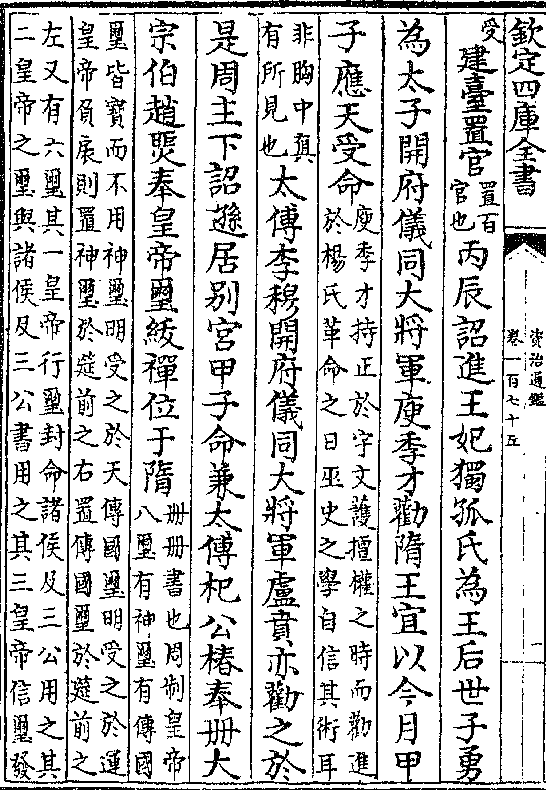 欽定四庫全書
資治通鑑
卷一百七十五
一
受
建臺置官
置百
官也
丙辰詔進王妃獨孤氏為王后世子勇
為太子開府儀同大將軍庾季才勸隋王宜以今月甲
子應天受命
庾季才持正於宇文護擅權之時而勸進
於楊氏革命之日巫史之學自信其術耳
非胸中真
有所見也
太傅李穆開府儀同大將軍盧賁亦勸之於
是周主下詔遜居别宮甲子命兼太傅杞公椿奉册大
宗伯趙煚奉皇帝璽紱禪位于隋
册册書也周制皇帝
八璽有神璽有傳國
璽皆寶而不用神璽明受之於天傳國璽明受之於運
皇帝負扆則置神璽於筵前之右置傳國璽於筵前之
左又有六璽其一皇帝行璽封命諸侯及三公用之其
二皇帝之璽與諸侯及三公書用之其三皇帝信璽發